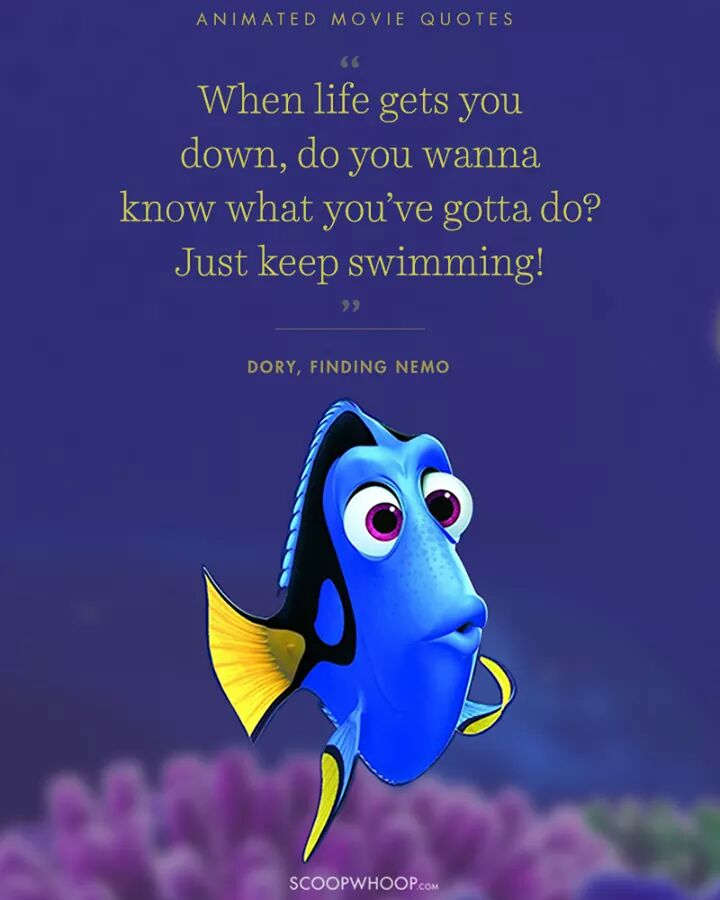 ANIMATED MOVIE QUOTES
“
When life gets you
down, do you wanna
know what you’ve gotta do?
Just keep swimming!
”
DORY, FINDING NEMO
SCOOPWHOOP.COM